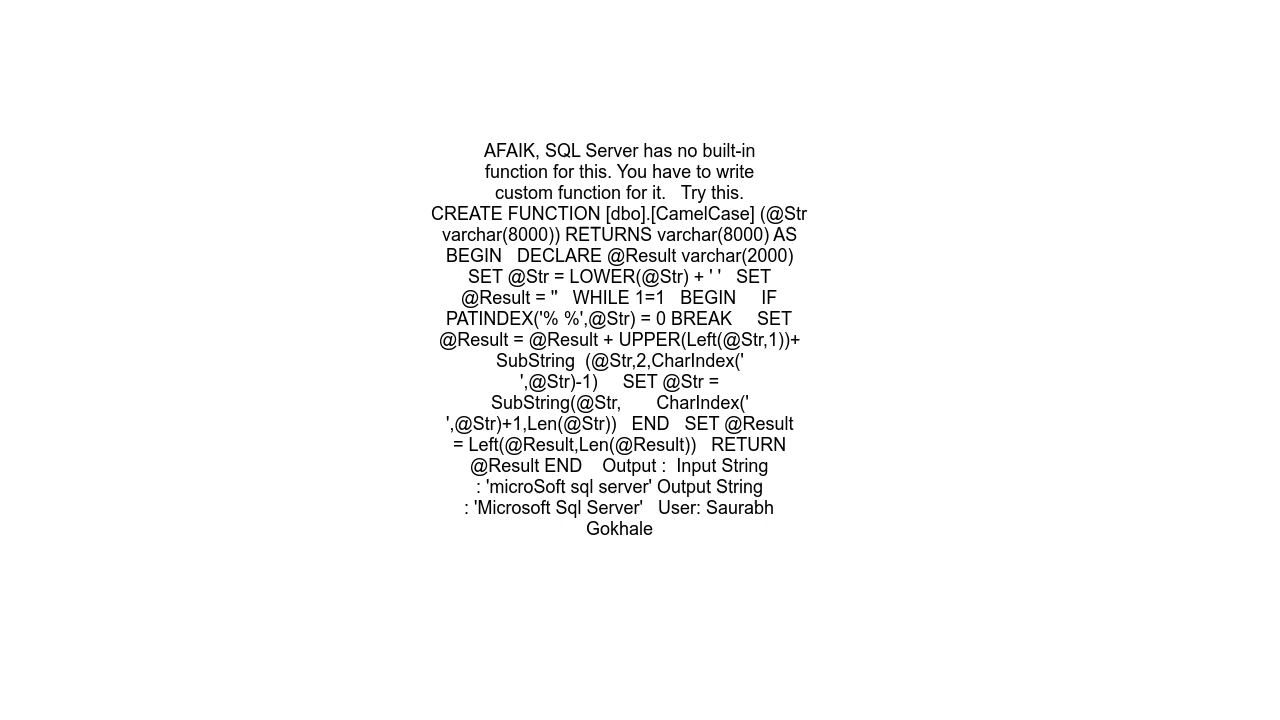 AFAIK, SQL Server has no built-in
function for this. You have to write
custom function for it.   Try this.
CREATE FUNCTION [dbo].[CamelCase] (@Str
varchar(8000)) RETURNS varchar(8000) AS
BEGIN   DECLARE @Result varchar(2000)
SET @Str = LOWER(@Str) + ' '   SET
@Result = ''   WHILE 1=1   BEGIN     IF
PATINDEX('% %',@Str) = 0 BREAK     SET
@Result = @Result + UPPER(Left(@Str,1))+
SubString  (@Str,2,CharIndex('
',@Str)-1)     SET @Str =
SubString(@Str,       CharIndex('
',@Str)+1,Len(@Str))   END   SET @Result
= Left(@Result,Len(@Result))   RETURN
@Result END    Output :  Input String
: 'microSoft sql server' Output String
: 'Microsoft Sql Server'   User: Saurabh
Gokhale